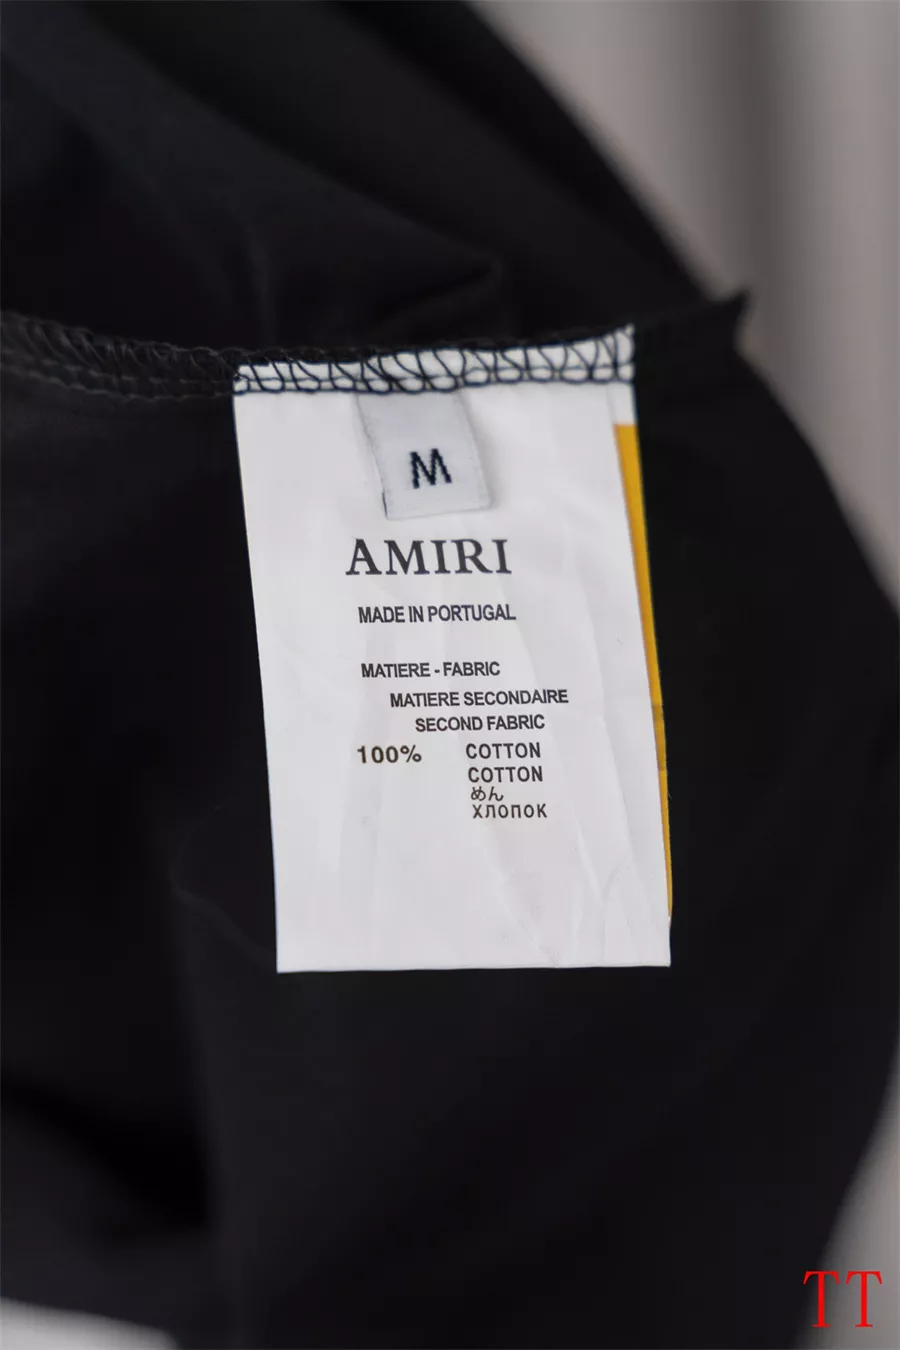 M
AMIRI
MADE IN PORTUGAL
MATIERE - FABRIC
MATIERE SECONDAIRE
SECOND FABRIC
100% COTTON
COTTON
めん
ХЛОПОК
TT